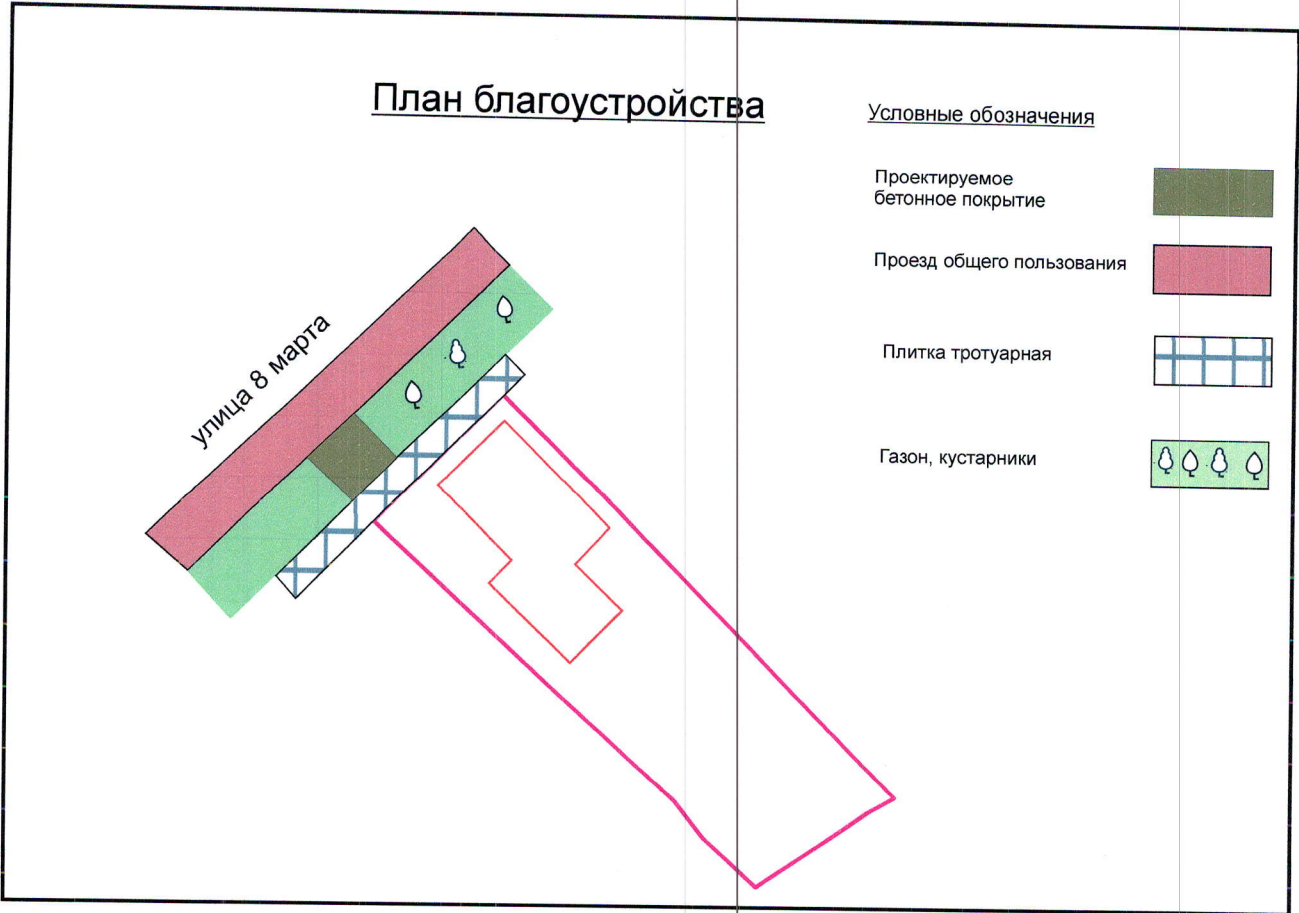 План благоустройства
Условные обозначения
Проектируемое
бетонное покрытие
Проезд общего пользования
Плитка тротуарная
Газон, кустарники
улица 8 марта